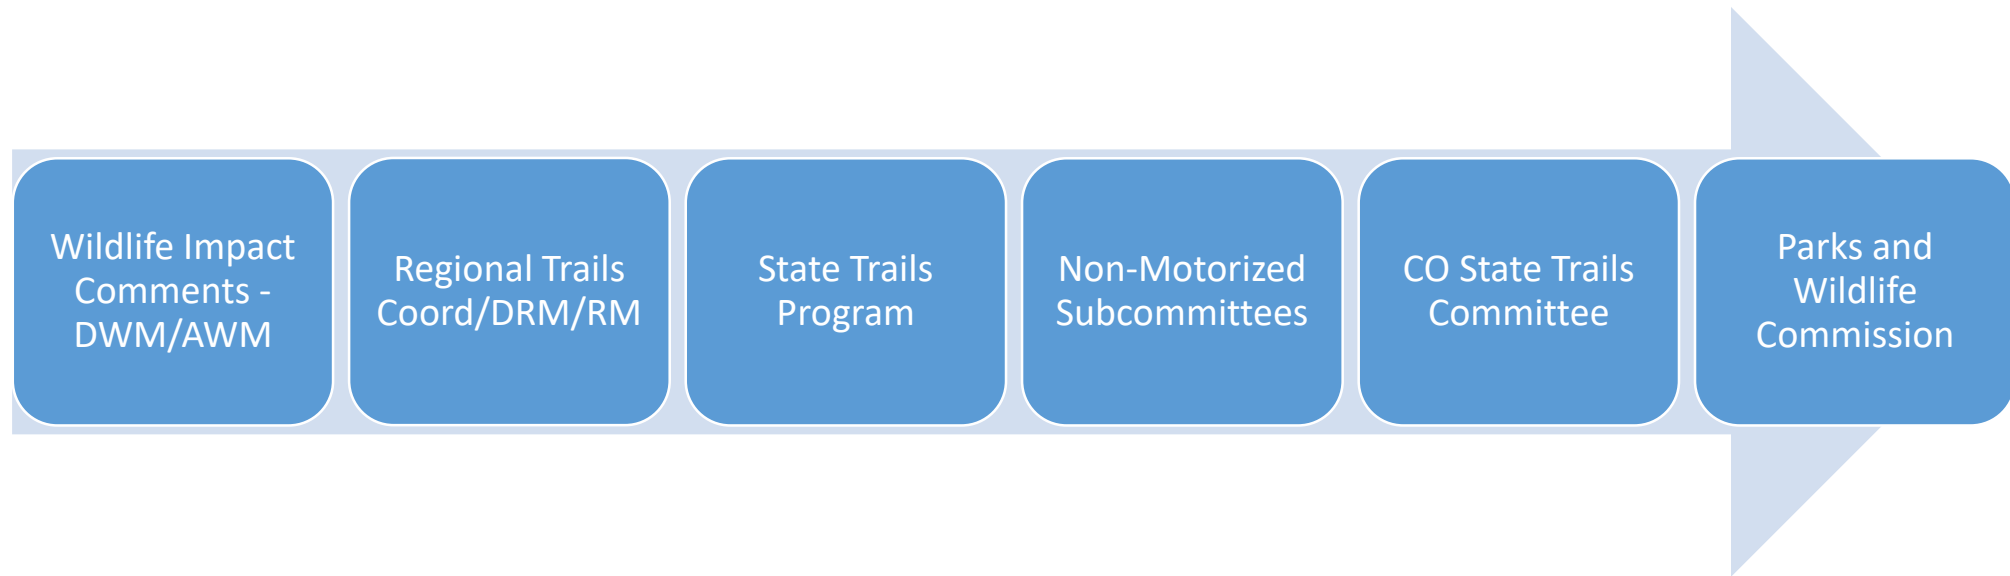 Wildlife Impact
Comments -
DWM/AWM
Regional Trails
Coord/DRM/RM
State Trails
Program
Non-Motorized
Subcommittees
CO State Trails
Committee
Parks and
Wildlife
Commission